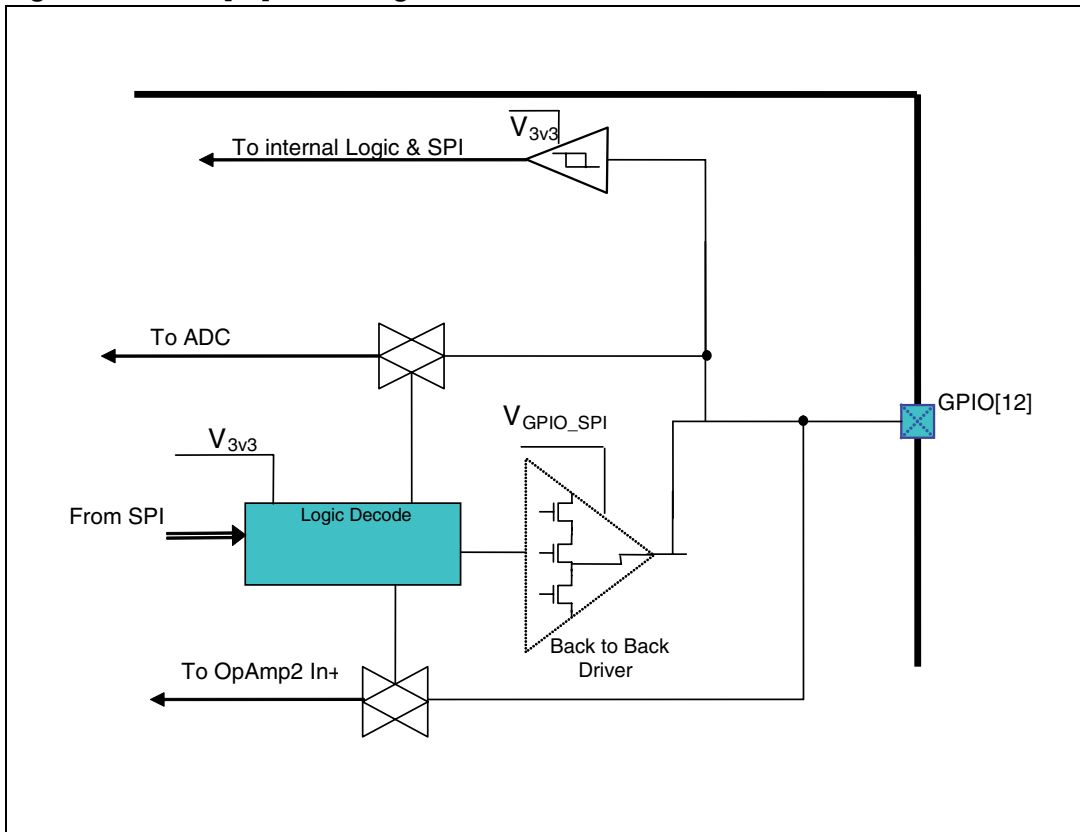 V3v3
To internal Logic & SPI
To ADC
GPIO[12]
VGPIO_SPI
V3v3
From SPI
Logic Decode
Back to Back
Driver
To OpAmp2 In+